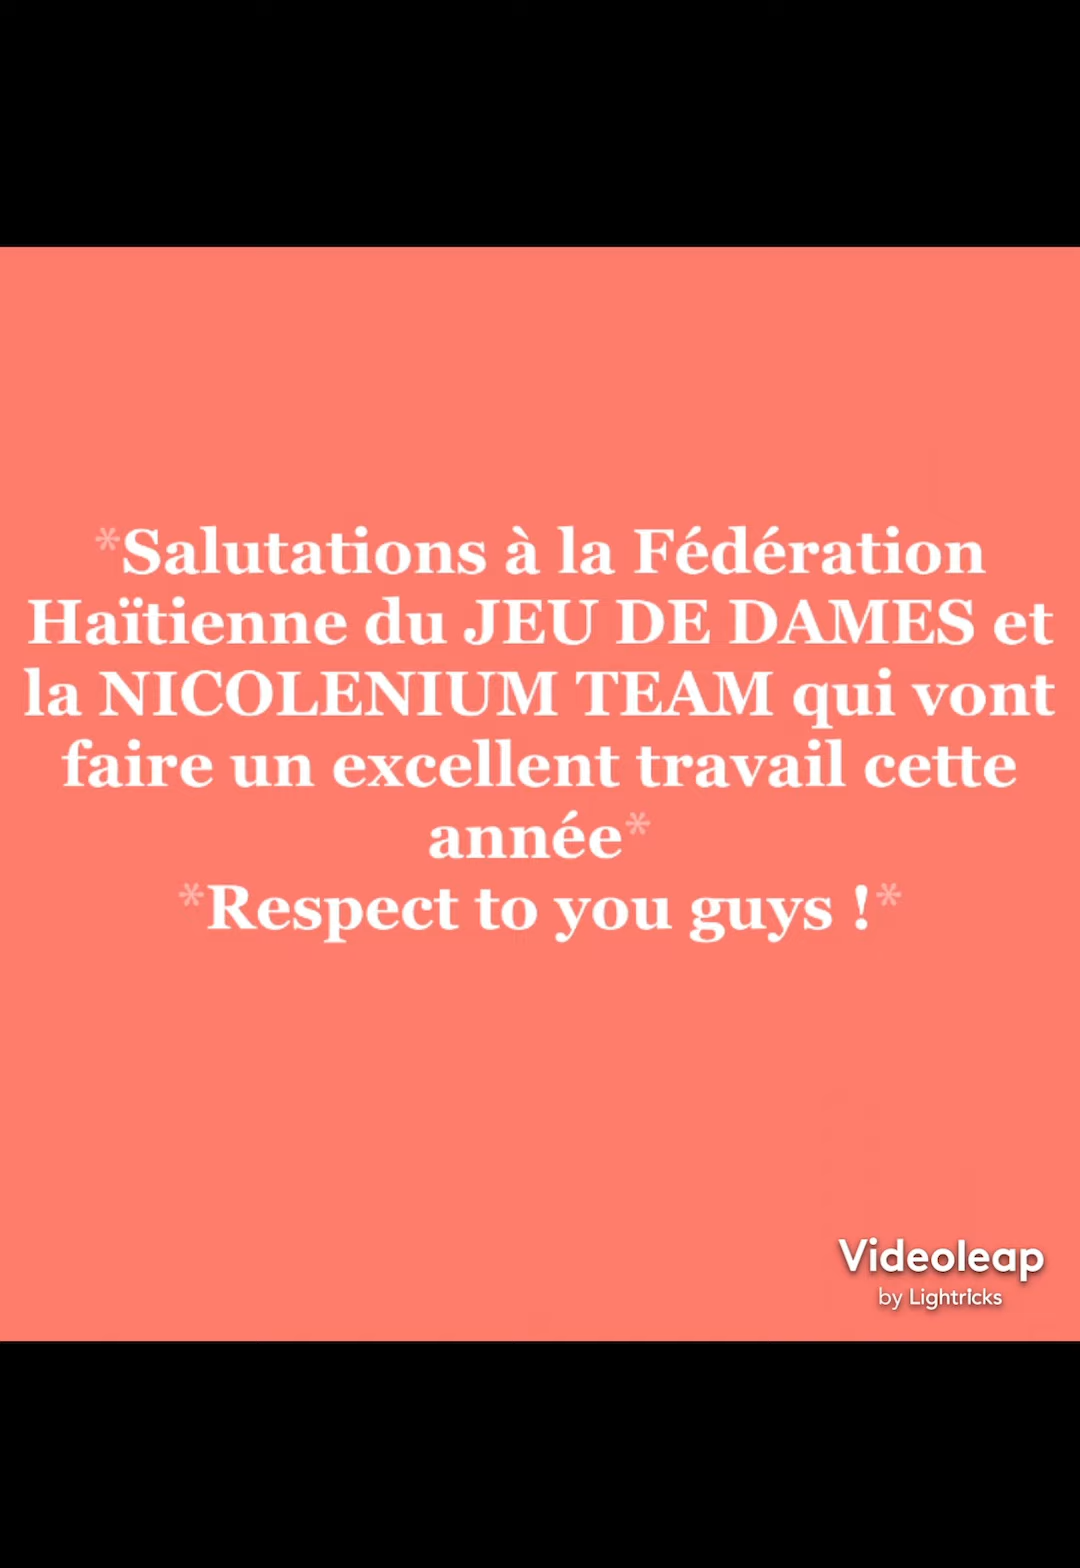 *Salutations à la Fédération
Haïtienne du JEU DE DAMES et
la NICOLENIUM TEAM qui vont
faire un excellent travail cette
année*
*Respect to you guys !*
Videoleap
by Lightricks